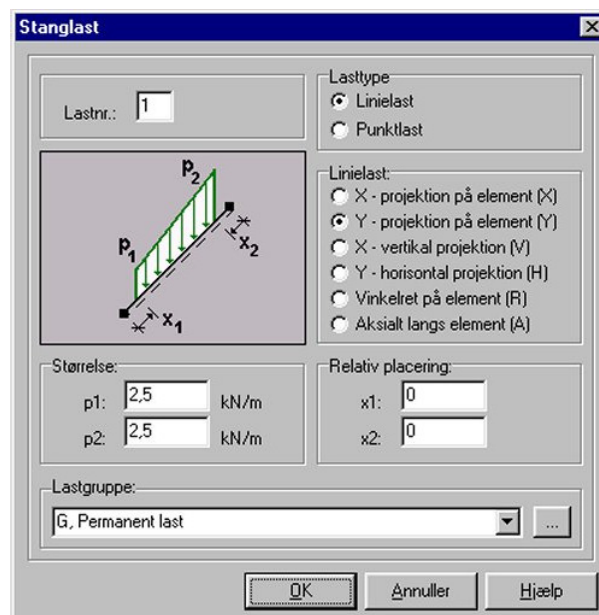 Stanglast
Lastnr.: 1
Lasttype
Linielast
Punktlast
p2
p1
x2
x1
Linielast:
X - projektion på element (X)
Y - projektion på element (Y)
X - vertikal projektion (V)
Y - horisontal projektion (H)
Vinkelret på element (R)
Aksialt langs element (A)
Størrelse:
p1: 2,5 kN/m
p2: 2,5 kN/m
Relativ placering:
x1: 0
x2: 0
Lastgruppe:
G, Permanent last
...
OK Annuller Hjælp